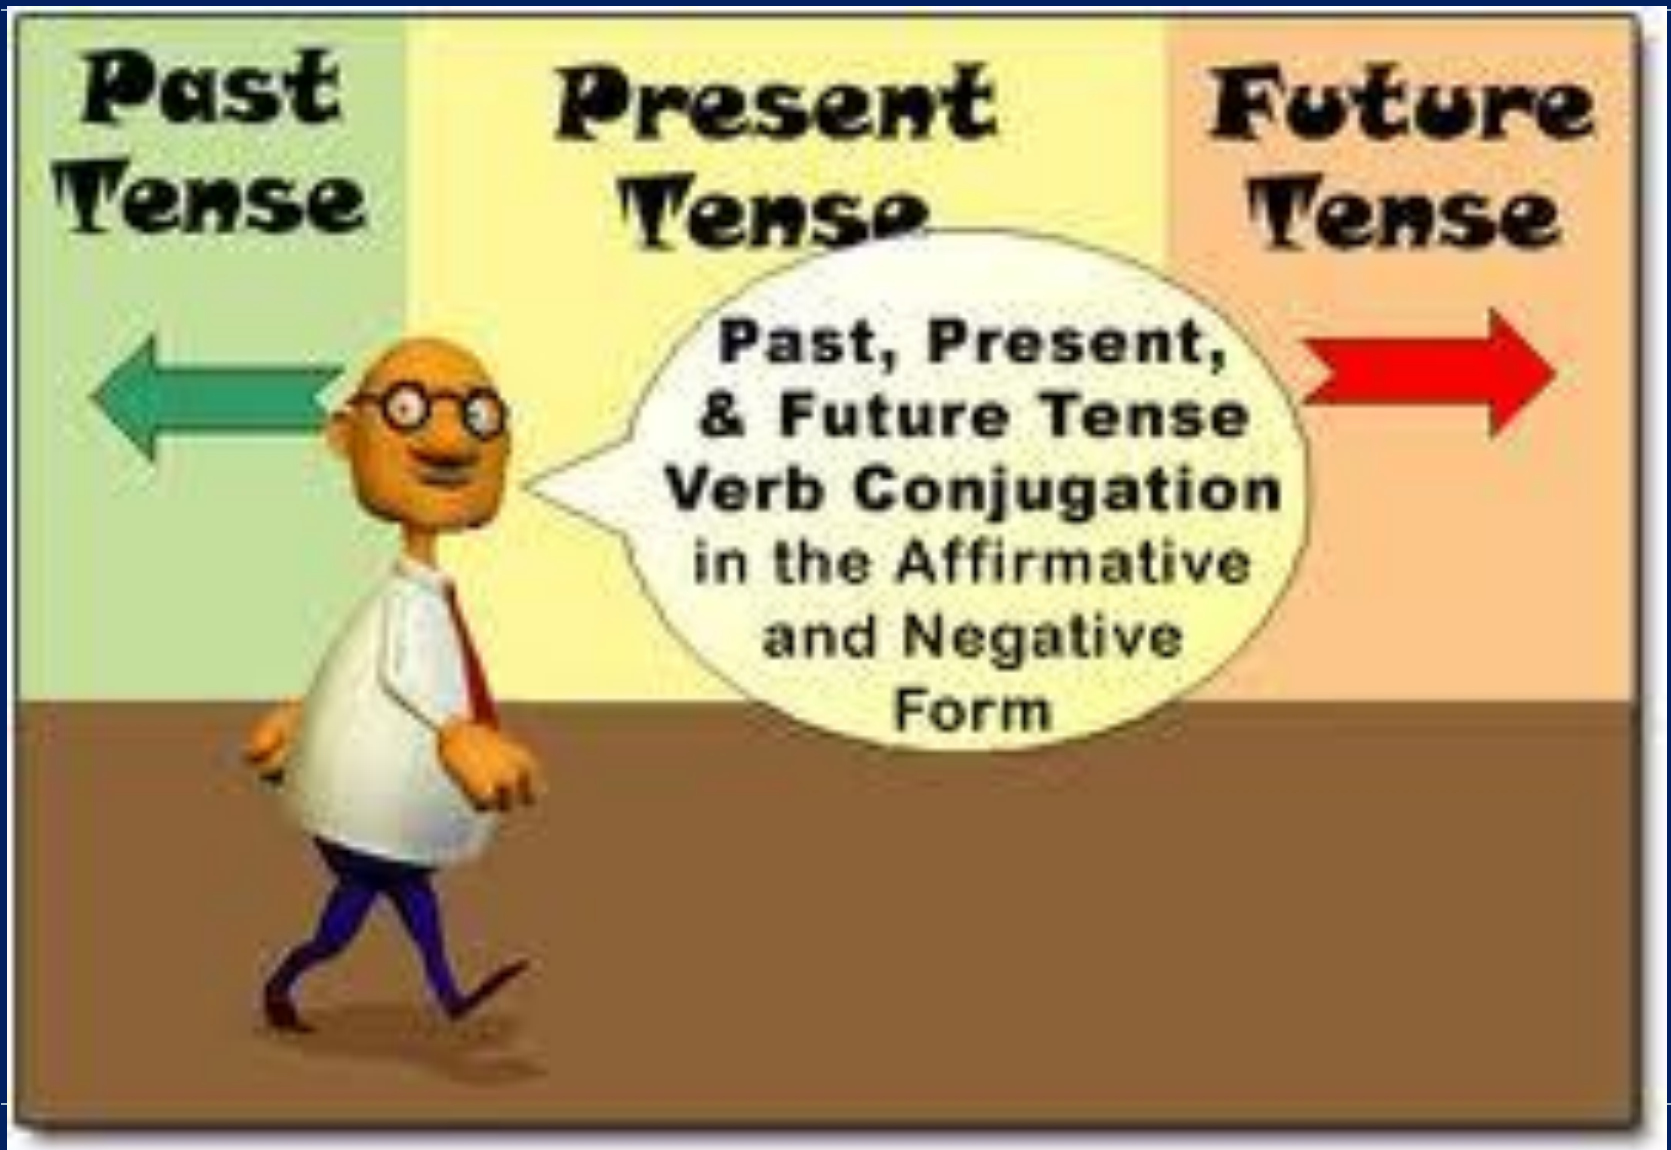 Past
Tense
Present
Tense
Future
Tense
Past, Present,
& Future Tense
Verb Conjugation
in the Affirmative
and Negative
Form